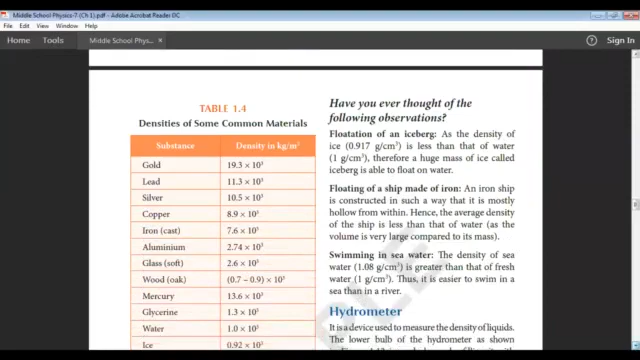 Middle School-Physics-7 (Ch 1).pdf - Adobe Acrobat Reader DC
File Edit View Window Help
Home Tools Middle School Phys... × Sign In
TABLE 1.4
Densities of Some Common Materials
Substance Density in kg/m³
Gold 19.3 × 10³
Lead 11.3 × 10³
Silver 10.5 × 10³
Copper 8.9 × 10³
Iron (cast) 7.6 × 10³
Aluminium 2.74 × 10³
Glass (soft) 2.6 × 10³
Wood (oak) (0.7 – 0.9) × 10³
Mercury 13.6 × 10³
Glycerine 1.3 × 10³
Water 1.0 × 10³
Ice 0.92 × 10³
Have you ever thought of the
following observations?
Floatation of an iceberg: As the density of
ice (0.917 g/cm³) is less than that of water
(1 g/cm³), therefore a huge mass of ice called
iceberg is able to float on water.
Floating of a ship made of iron: An iron ship
is constructed in such a way that it is mostly
hollow from within. Hence, the average density
of the ship is less than that of water (as the
volume is very large compared to its mass).
Swimming in sea water: The density of sea
water (1.08 g/cm³) is greater than that of fresh
water (1 g/cm³). Thus, it is easier to swim in a
sea than in a river.
Hydrometer
It is a device used to measure the density of liquids.
The lower bulb of the hydrometer as shown